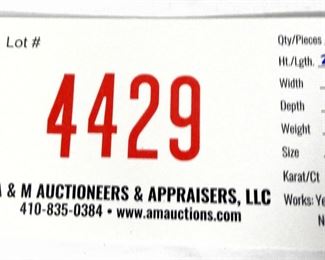 Lot #
4429
& M AUCTIONEERS & APPRAISERS, LLC
410-835-0384 • www.amauctions.com
Qty/Pieces
Ht./Lgth.
Width
Depth
Weight
Size
Karat/Ct
Works: Ye
N